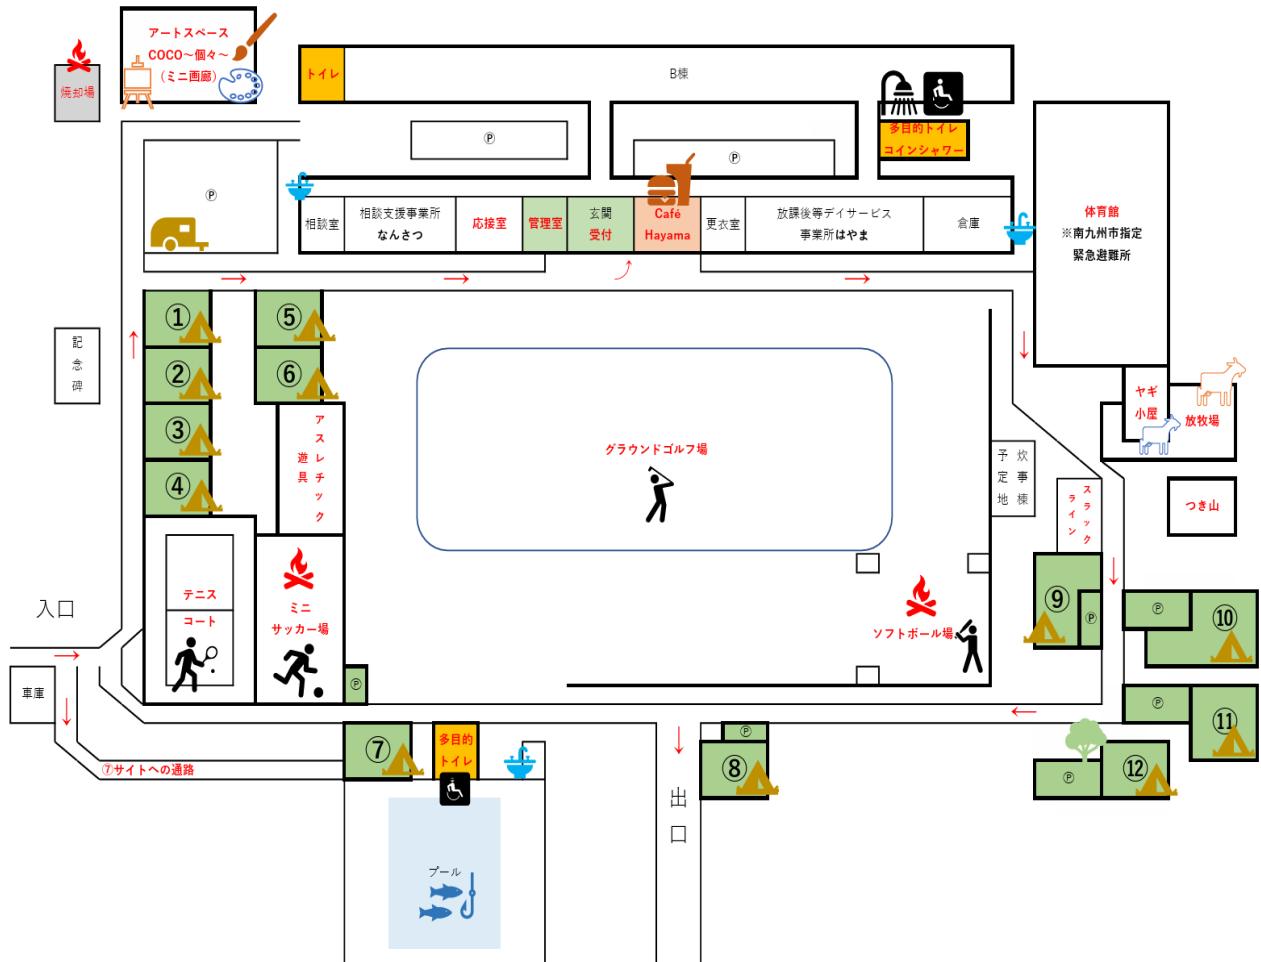 アートスペース
COCO～個々～
（ミニ画廊）
焼却場
トイレ
B棟
多目的トイレ
コインシャワー
Ⓟ
Ⓟ
Ⓟ
相談室
相談支援事業所
なんさつ
応接室
管理室
玄関
受付
Café
Hayama
更衣室
放課後等デイサービス
事業所はやま
倉庫
体育館
※南九州市指定
緊急避難所
記念碑
①
②
③
④
⑤
⑥
アスレチック
遊具
グラウンドゴルフ場
炊事棟
予定地
ヤギ
小屋
放牧場
つき山
スラック
ライン
テニス
コート
ミニ
サッカー場
ソフトボール場
⑨
Ⓟ
Ⓟ
⑩
Ⓟ
⑪
入口
車庫
Ⓟ
⑦
多目的
トイレ
⑦サイトへの通路
出口
Ⓟ
⑧
Ⓟ
⑫
プール